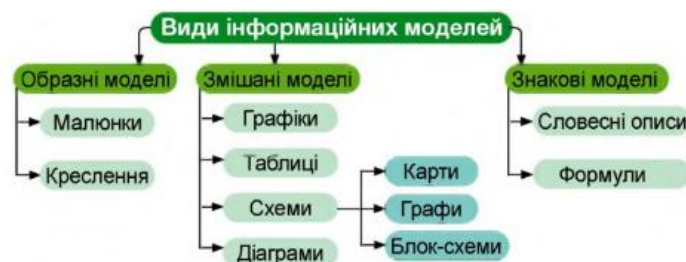 Види інформаційних моделей
Образні моделі
Малюнки
Креслення
Змішані моделі
Графіки
Таблиці
Схеми
Діаграми
Карти
Графи
Блок-схеми
Знакові моделі
Словесні описи
Формули